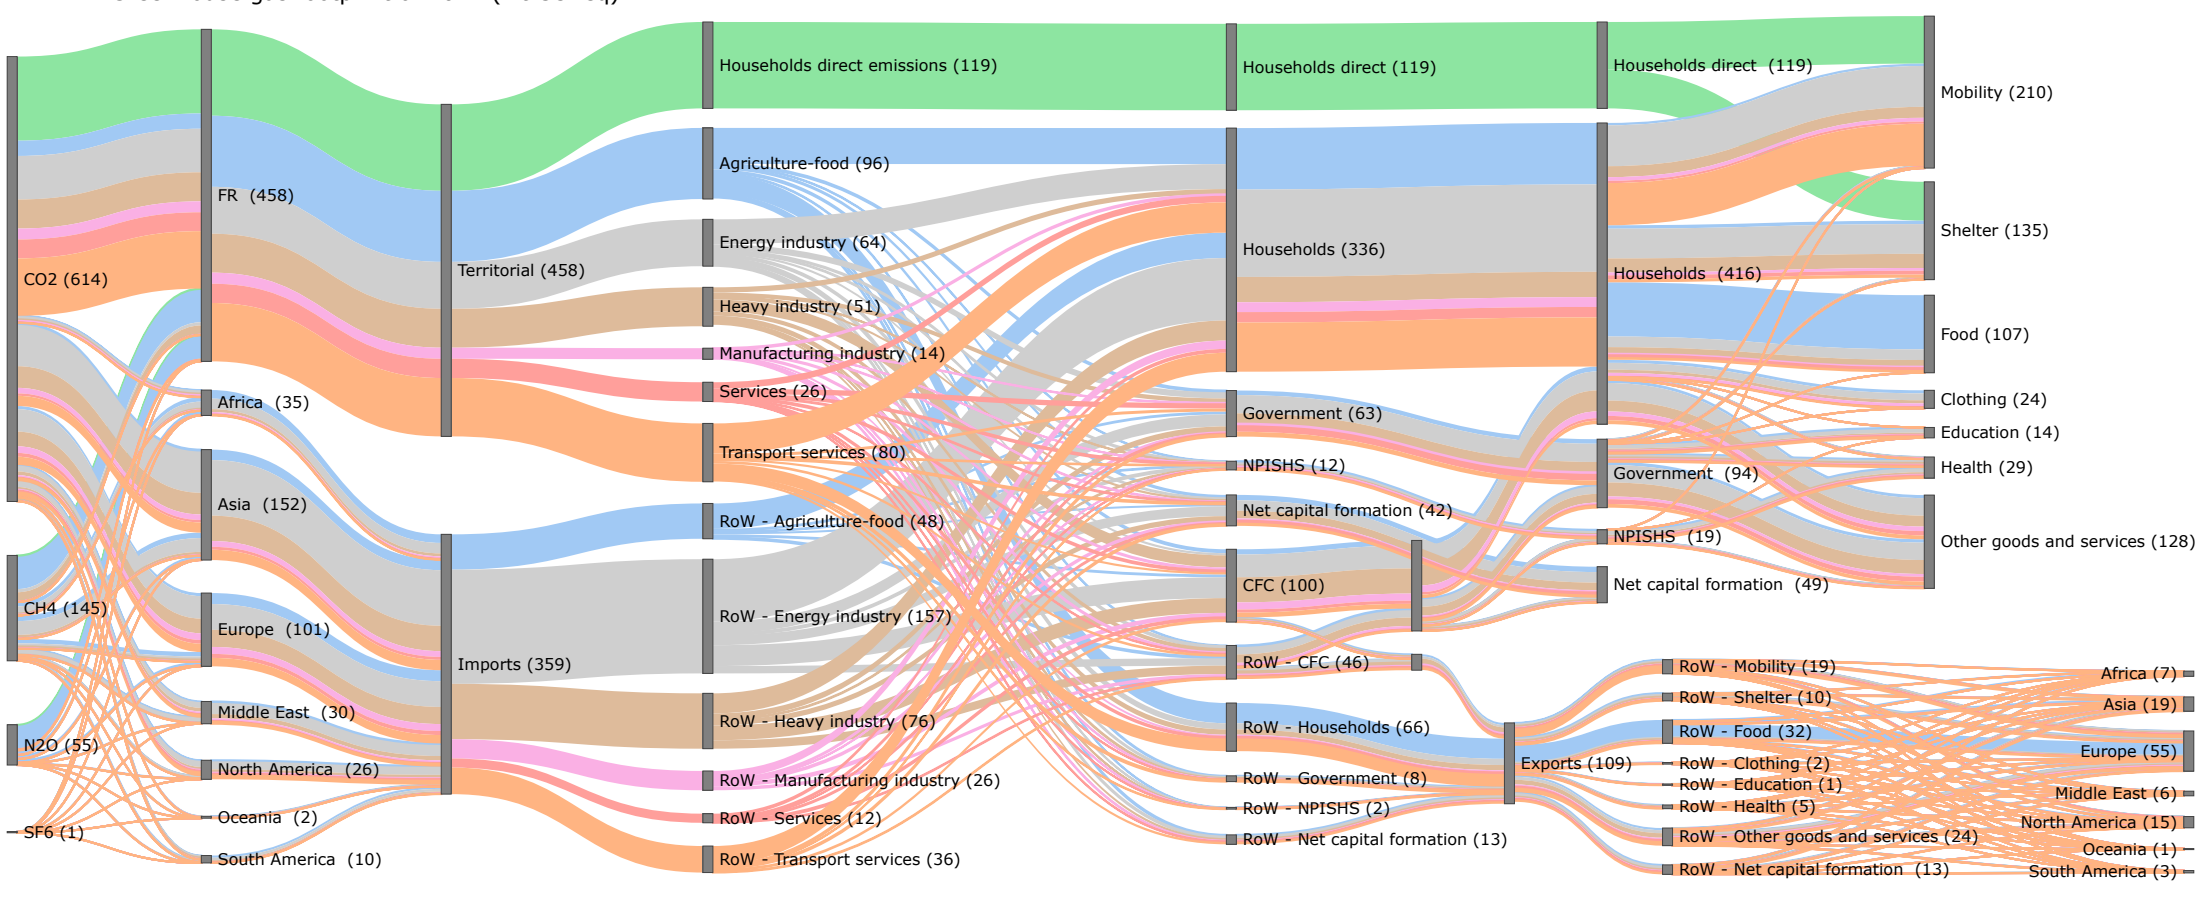 CO2 (614)
CH4 (145)
N2O (55)
SF6 (1)
FR (458)
Africa (35)
Asia (152)
Europe (101)
Middle East (30)
North America (26)
Oceania (2)
South America (10)
Territorial (458)
Imports (359)
Households direct emissions (119)
Agriculture-food (96)
Energy industry (64)
Heavy industry (51)
Manufacturing industry (14)
Services (26)
Transport services (80)
RoW - Agriculture-food (48)
RoW - Energy industry (157)
RoW - Heavy industry (76)
RoW - Manufacturing industry (26)
RoW - Services (12)
RoW - Transport services (36)
Households direct (119)
Households (336)
Government (63)
NPISHS (12)
Net capital formation (42)
CFC (100)
RoW - CFC (46)
RoW - Households (66)
RoW - Government (8)
RoW - NPISHS (2)
RoW - Net capital formation (13)
Exports (109)
Households direct (119)
Households (416)
Government (94)
NPISHS (19)
Net capital formation (49)
RoW - Mobility (19)
RoW - Shelter (10)
RoW - Food (32)
RoW - Clothing (2)
RoW - Education (1)
RoW - Health (5)
RoW - Other goods and services (24)
RoW - Net capital formation (13)
Mobility (210)
Shelter (135)
Food (107)
Clothing (24)
Education (14)
Health (29)
Other goods and services (128)
Africa (7)
Asia (19)
Europe (55)
Middle East (6)
North America (15)
Oceania (1)
South America (3)